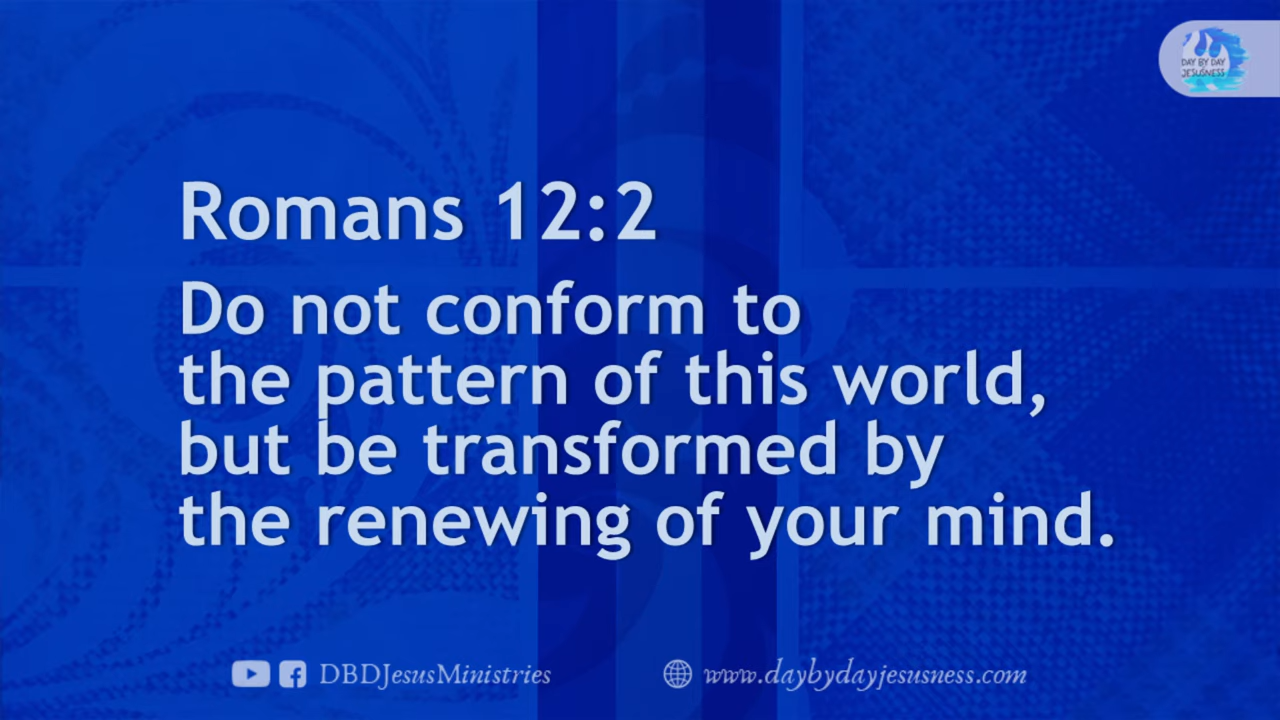 DAY BY DAY
JESUSNESS
Romans 12:2
Do not conform to
the pattern of this world,
but be transformed by
the renewing of your mind.
DBDJesusMinistries
www.daybydayjesusness.com